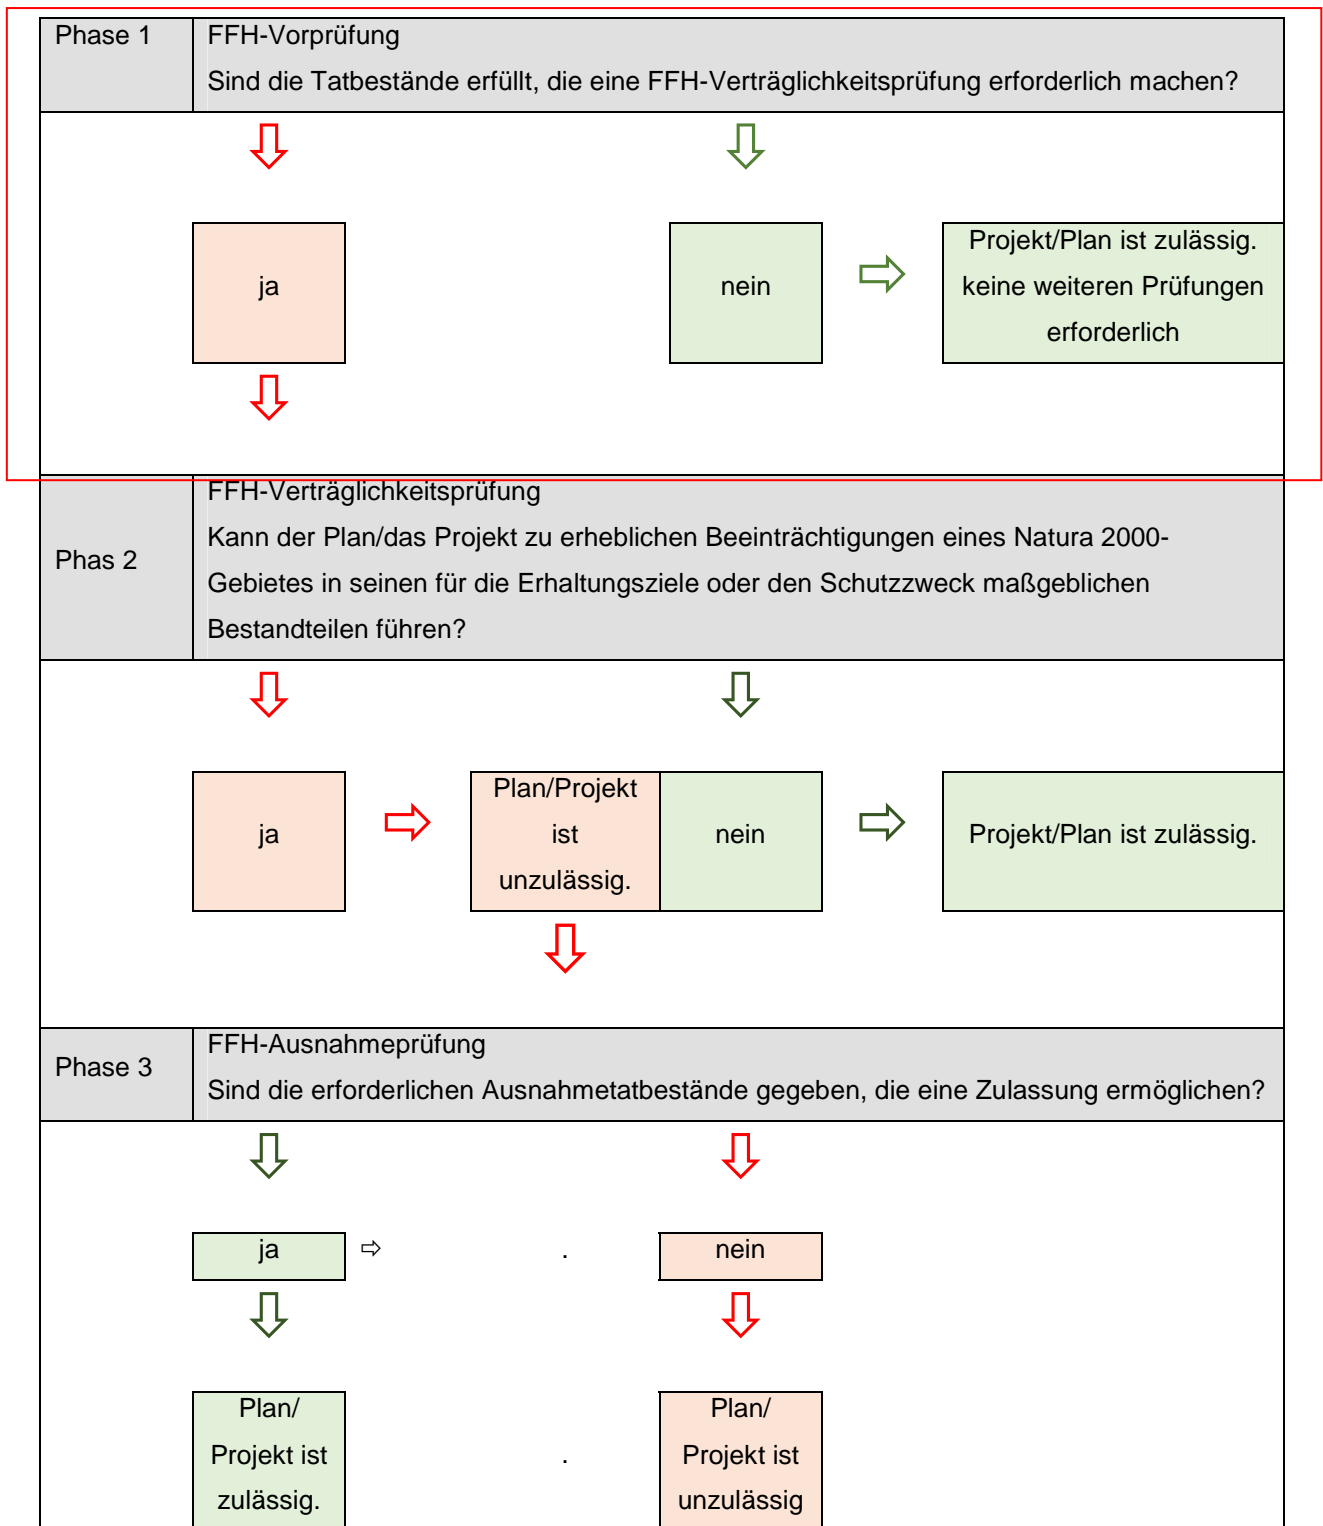 Phase 1
FFH-Vorprüfung
Sind die Tatbestände erfüllt, die eine FFH-Verträglichkeitsprüfung erforderlich machen?
ja
nein
Projekt/Plan ist zulässig.
keine weiteren Prüfungen
erforderlich
Phas 2
FFH-Verträglichkeitsprüfung
Kann der Plan/das Projekt zu erheblichen Beeinträchtigungen eines Natura 2000-
Gebietes in seinen für die Erhaltungsziele oder den Schutzzweck maßgeblichen
Bestandteilen führen?
ja
Plan/Projekt
ist
unzulässig.
nein
Projekt/Plan ist zulässig.
Phase 3
FFH-Ausnahmeprüfung
Sind die erforderlichen Ausnahmetatbestände gegeben, die eine Zulassung ermöglichen?
ja ⇨
.
nein
Plan/
Projekt ist
zulässig.
.
Plan/
Projekt ist
unzulässig